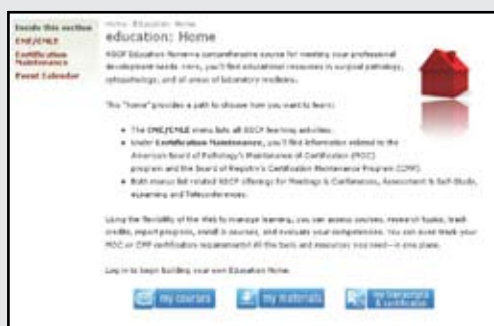 Inside this section
CME/CMLE
Certification
Maintenance
Event Calendar
Home Education Home
education: Home
ASCP Education Home—a comprehensive source for meeting your professional
development needs. Here, you'll find educational resources in surgical pathology,
cytopathology, and all areas of laboratory medicine.
This "home" provides a path to choose how you want to learn:
The CME/CMLE menu lists all ASCP learning activities.
Under Certification Maintenance, you'll find information related to the
American Board of Pathology's Maintenance of Certification (MOC)
program and the Board of Registry's Certification Maintenance Program (CMP).
Both menus list related ASCP offerings for Meetings & Conferences, Assessment & Self-Study,
eLearning and Teleconferences.
Using the flexibility of the Web to manage learning, you can access courses, research topics, track
credits, report progress, enroll in courses, and evaluate your competencies. You can even track your
MOC or CMP certification requirements! All the tools and resources you need—in one place.
Log in to begin building your own Education Home.
my courses
my materials
my transcripts
& certificates